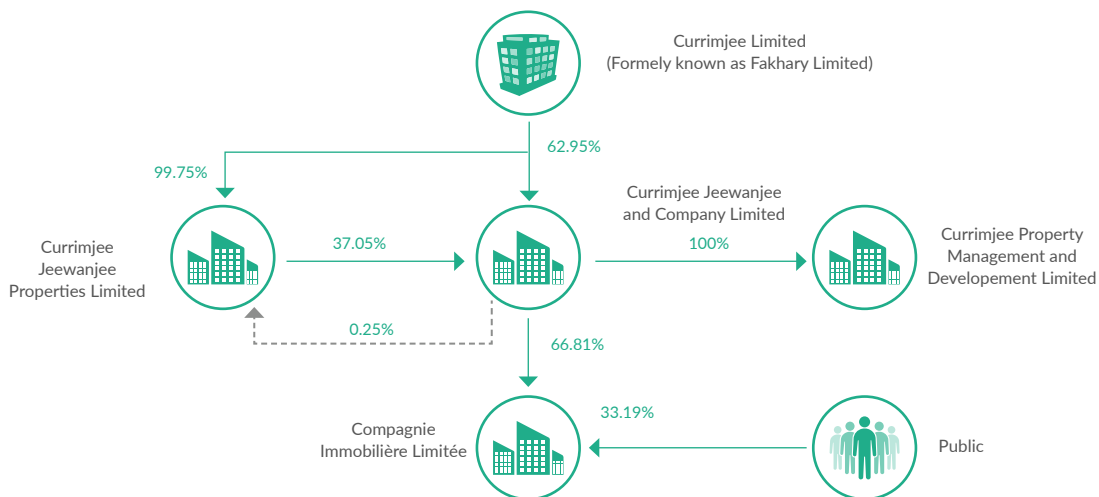 Currimjee Limited
(Formely known as Fakhary Limited)
62.95%
99.75%
Currimjee Jeewanjee
and Company Limited
37.05%
100%
Currimjee
Jeewanjee
Properties Limited
Currimjee Property
Management and
Developement Limited
0.25%
66.81%
33.19%
Compagnie
Immobilière Limitée
Public